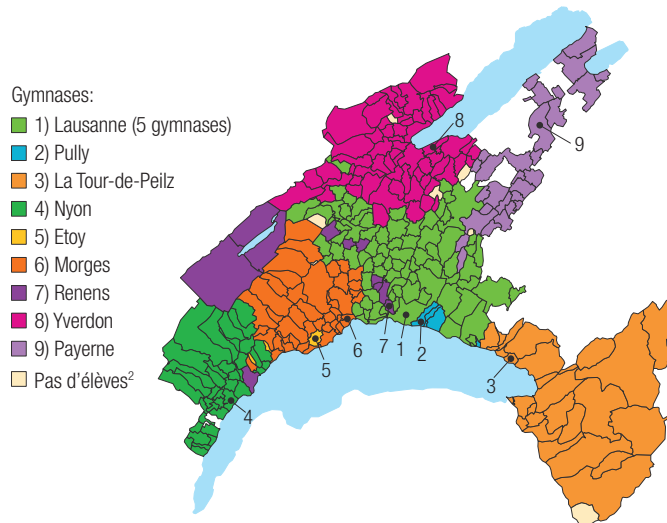 Gymnases:
1) Lausanne (5 gymnases)
2) Pully
3) La Tour-de-Peilz
4) Nyon
5) Etoy
6) Morges
7) Renens
8) Yverdon
9) Payerne
Pas d'élèves²
8
9
5
6
7
1
2
3
4